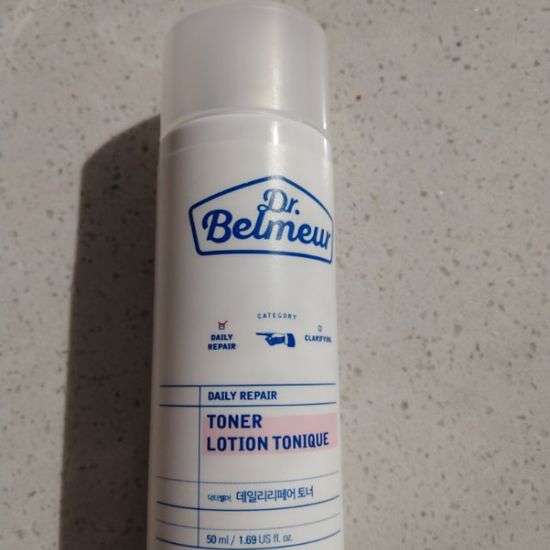 Dr.
Belmeur
CATEGORY
DAILY
REPAIR
CLARIFYING
DAILY REPAIR
TONER
LOTION TONIQUE
닥터벨머 데일리리페어 토너
50 ml / 1.69 US fl. oz.